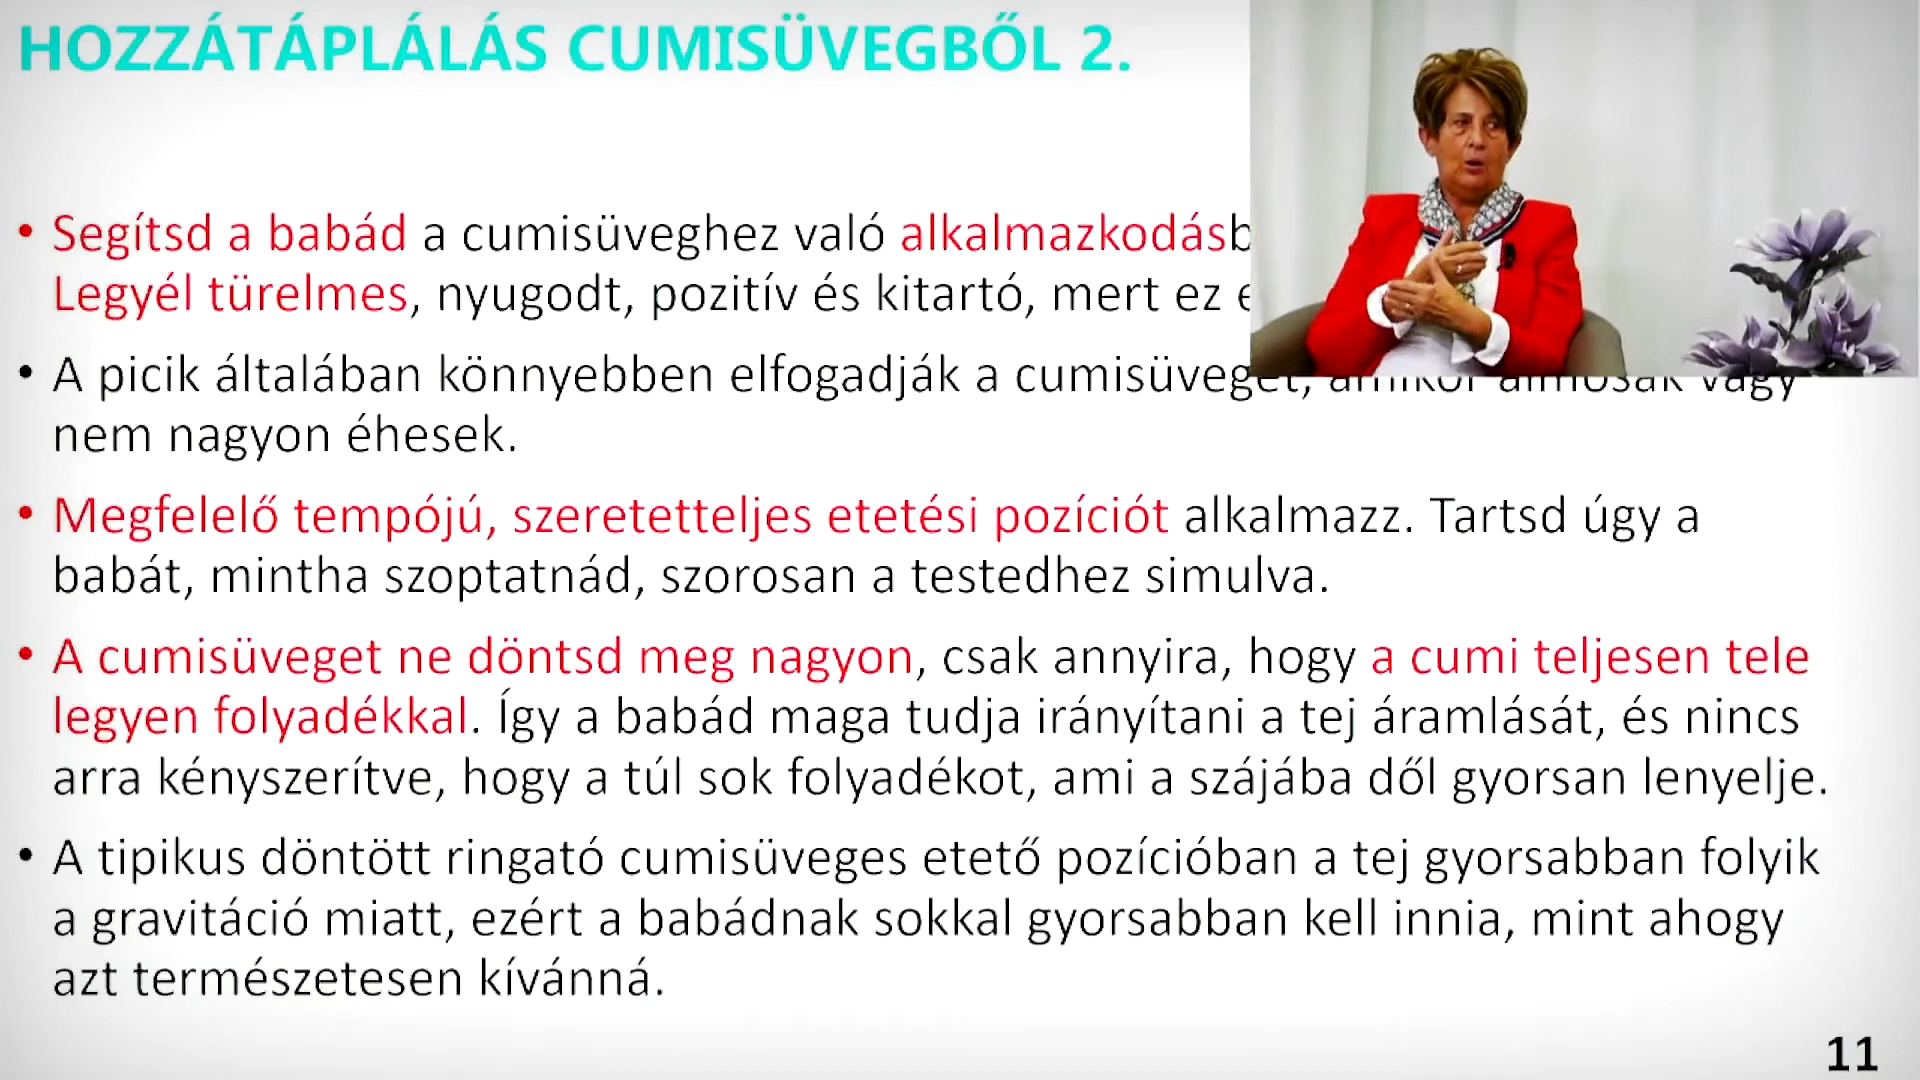 HOZZÁTÁPLÁLÁS CUMISÜVEGBŐL 2.
• Segítsd a babád a cumisüveghez való
Legyél türelmes, nyugodt, pozitív és kitartó, mert ez
• A picik általában könnyebben elfogadják a cumisüveget, amikor álmosak vagy
nem nagyon éhesek.
• Megfelelő tempójú, szeretetteljes etetési pozíciót alkalmazz. Tartsd úgy a
babát, mintha szoptatnád, szorosan a testedhez simulva.
• A cumisüveget ne döntsd meg nagyon, csak annyira, hogy a cumi teljesen tele
legyen folyadékkal. Így a babád maga tudja irányítani a tej áramlását, és nincs
arra kényszerítve, hogy a túl sok folyadékot, ami a szájába dől gyorsan lenyelje.
• A tipikus döntött ringató cumisüveges etető pozícióban a tej gyorsabban folyik
a gravitáció miatt, ezért a babádnak sokkal gyorsabban kell innia, mint ahogy
azt természetesen kívánná.
11